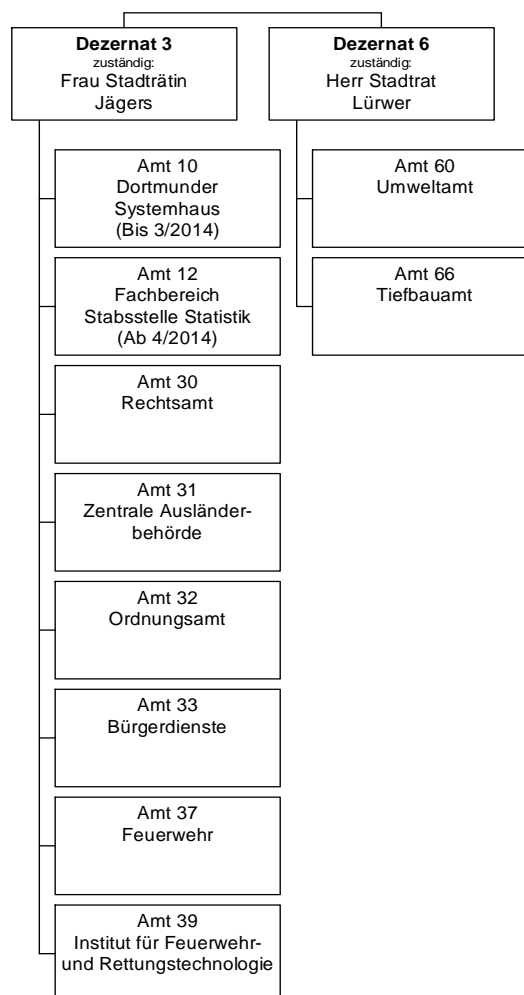 Dezernat 3
zuständig:
Frau Stadträtin
Jägers
Dezernat 6
zuständig:
Herr Stadtrat
Lürwer
Amt 10
Dortmunder
Systemhaus
(Bis 3/2014)
Amt 12
Fachbereich
Stabsstelle Statistik
(Ab 4/2014)
Amt 30
Rechtsamt
Amt 31
Zentrale Ausländer-
behörde
Amt 32
Ordnungsamt
Amt 33
Bürgerdienste
Amt 37
Feuerwehr
Amt 39
Institut für Feuerwehr-
und Rettungstechnologie
Amt 60
Umweltamt
Amt 66
Tiefbauamt